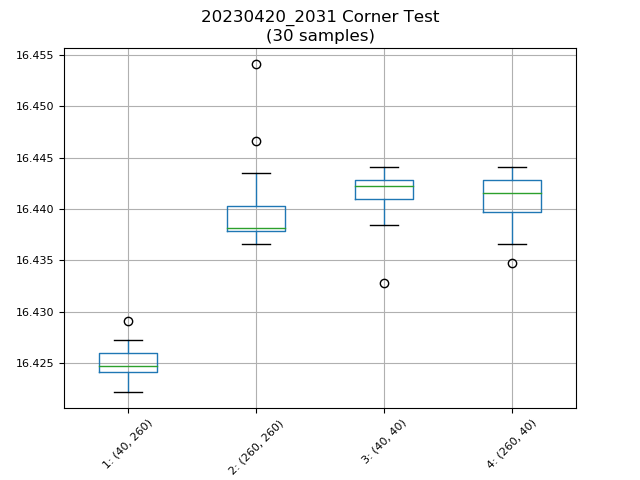 20230420_2031 Corner Test
(30 samples)
16.455
16.450
16.445
16.440
16.435
16.430
16.425
1: (40, 260)
2: (260, 260)
3: (40, 40)
4: (260, 40)